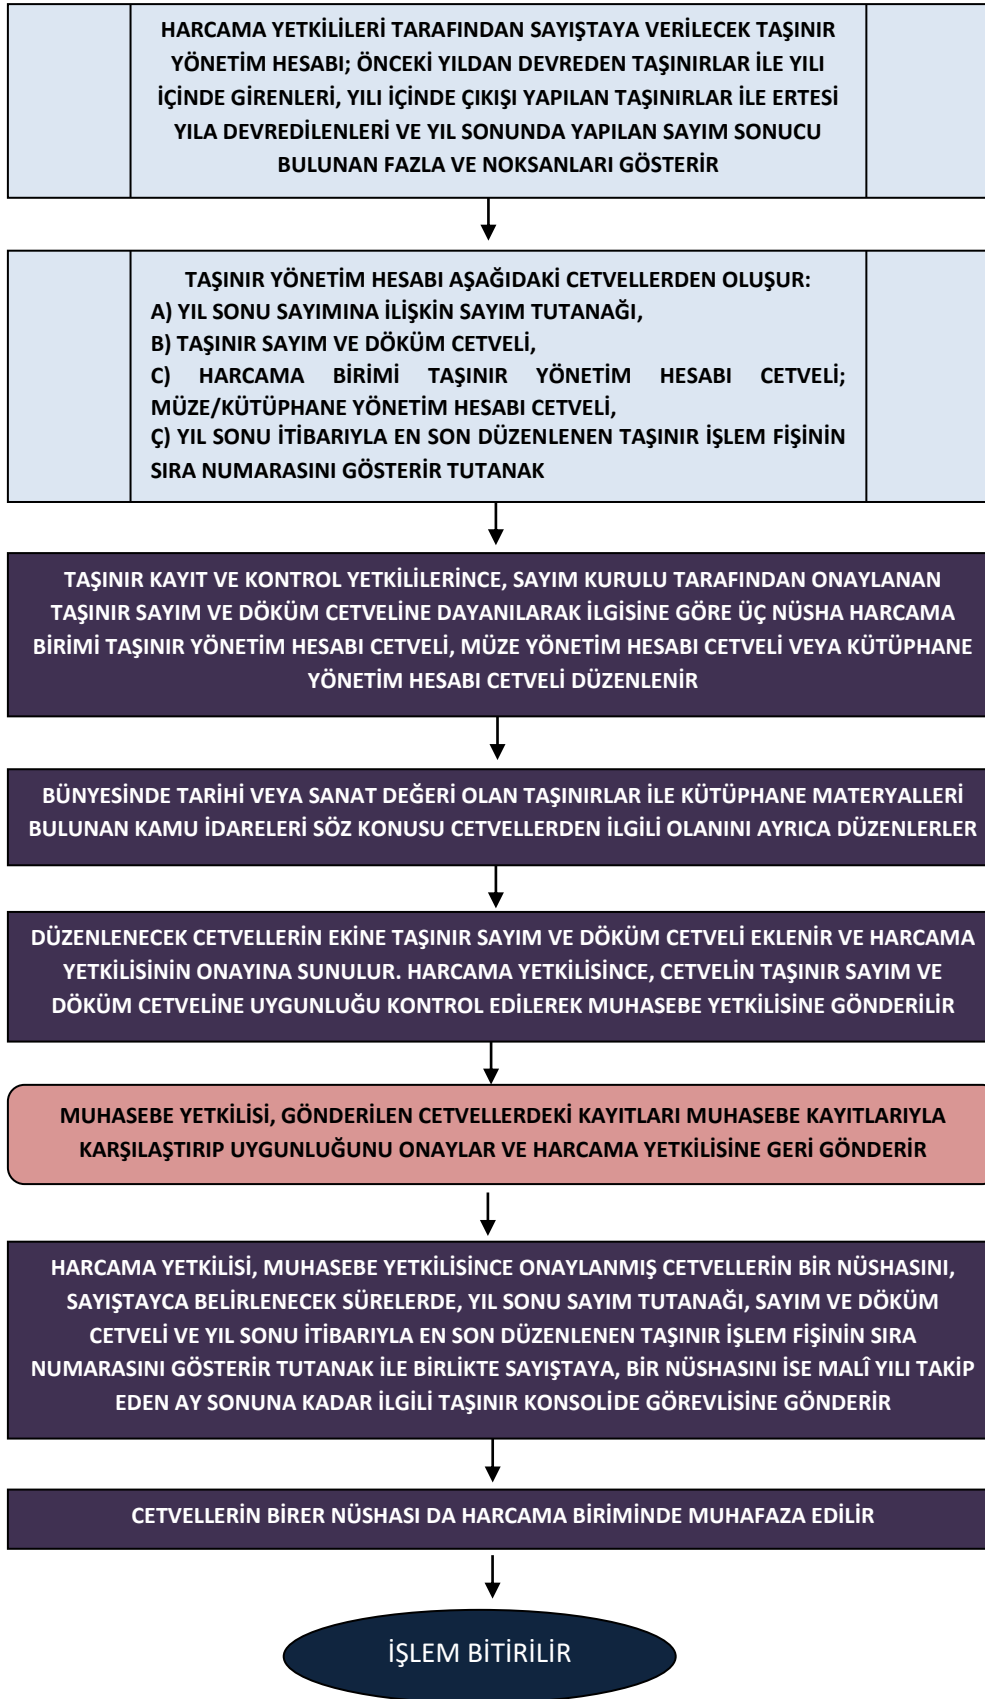 HARCAMA YETKİLİLERİ TARAFINDAN SAYIŞTAYA VERİLECEK TAŞINIR
YÖNETİM HESABI; ÖNCEKİ YILDAN DEVREDEN TAŞINIRLAR İLE YILI
İÇİNDE GİRENLERİ, YILI İÇİNDE ÇIKIŞI YAPILAN TAŞINIRLAR İLE ERTESİ
YILA DEVREDİLENLERİ VE YIL SONUNDA YAPILAN SAYIM SONUCU
BULUNAN FAZLA VE NOKSANLARI GÖSTERİR
TAŞINIR YÖNETİM HESABI AŞAĞIDAKİ CETVELLERDEN OLUŞUR:
A) YIL SONU SAYIMINA İLİŞKİN SAYIM TUTANAĞI,
B) TAŞINIR SAYIM VE DÖKÜM CETVELİ,
C) HARCAMA BİRİMİ TAŞINIR YÖNETİM HESABI CETVELİ;
MÜZE/KÜTÜPHANE YÖNETİM HESABI CETVELİ,
Ç) YIL SONU İTİBARIYLA EN SON DÜZENLENEN TAŞINIR İŞLEM FİŞİNİN
SIRA NUMARASINI GÖSTERİR TUTANAK
TAŞINIR KAYIT VE KONTROL YETKİLİLERİNCE, SAYIM KURULU TARAFINDAN ONAYLANAN
TAŞINIR SAYIM VE DÖKÜM CETVELİNE DAYANILARAK İLGİSİNE GÖRE ÜÇ NÜSHA HARCAMA
BİRİMİ TAŞINIR YÖNETİM HESABI CETVELİ, MÜZE YÖNETİM HESABI CETVELİ VEYA KÜTÜPHANE
YÖNETİM HESABI CETVELİ DÜZENLENİR
BÜNYESİNDE TARİHİ VEYA SANAT DEĞERİ OLAN TAŞINIRLAR İLE KÜTÜPHANE MATERYALLERİ
BULUNAN KAMU İDARELERİ SÖZ KONUSU CETVELLERDEN İLGİLİ OLANINI AYRICA DÜZENLERLER
DÜZENLENECEK CETVELLERİN EKİNE TAŞINIR SAYIM VE DÖKÜM CETVELİ EKLENİR VE HARCAMA
YETKİLİSİNİN ONAYINA SUNULUR. HARCAMA YETKİLİSİNCE, CETVELİN TAŞINIR SAYIM VE
DÖKÜM CETVELİNE UYGUNLUĞU KONTROL EDİLEREK MUHASEBE YETKİLİSİNE GÖNDERİLİR
MUHASEBE YETKİLİSİ, GÖNDERİLEN CETVELLERDEKİ KAYITLARI MUHASEBE KAYITLARIYLA
KARŞILAŞTIRIP UYGUNLUĞUNU ONAYLAR VE HARCAMA YETKİLİSİNE GERİ GÖNDERİR
HARCAMA YETKİLİSİ, MUHASEBE YETKİLİSİNCE ONAYLANMIŞ CETVELLERİN BİR NÜSHASINI,
SAYIŞTAYCA BELİRLENECEK SÜRELERDE, YIL SONU SAYIM TUTANAĞI, SAYIM VE DÖKÜM
CETVELİ VE YIL SONU İTİBARIYLA EN SON DÜZENLENEN TAŞINIR İŞLEM FİŞİNİN SIRA
NUMARASINI GÖSTERİR TUTANAK İLE BİRLİKTE SAYIŞTAYA, BİR NÜSHASINI İSE MALÎ YILI TAKİP
EDEN AY SONUNA KADAR İLGİLİ TAŞINIR KONSOLİDE GÖREVLİSİNE GÖNDERİR
CETVELLERİN BİRER NÜSHASI DA HARCAMA BİRİMİNDE MUHAFAZA EDİLİR
İŞLEM BİTİRİLİR